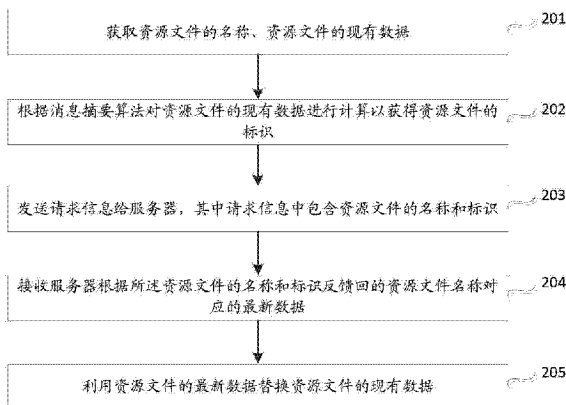 获取资源文件的名称、资源文件的现有数据
201
根据消息摘要算法对资源文件的现有数据进行计算以获得资源文件的
标识
202
发送请求信息给服务器，其中请求信息中包含资源文件的名称和标识
203
接收服务器根据所述资源文件的名称和标识反馈回的资源文件名称对
应的最新数据
204
利用资源文件的最新数据替换资源文件的现有数据
205